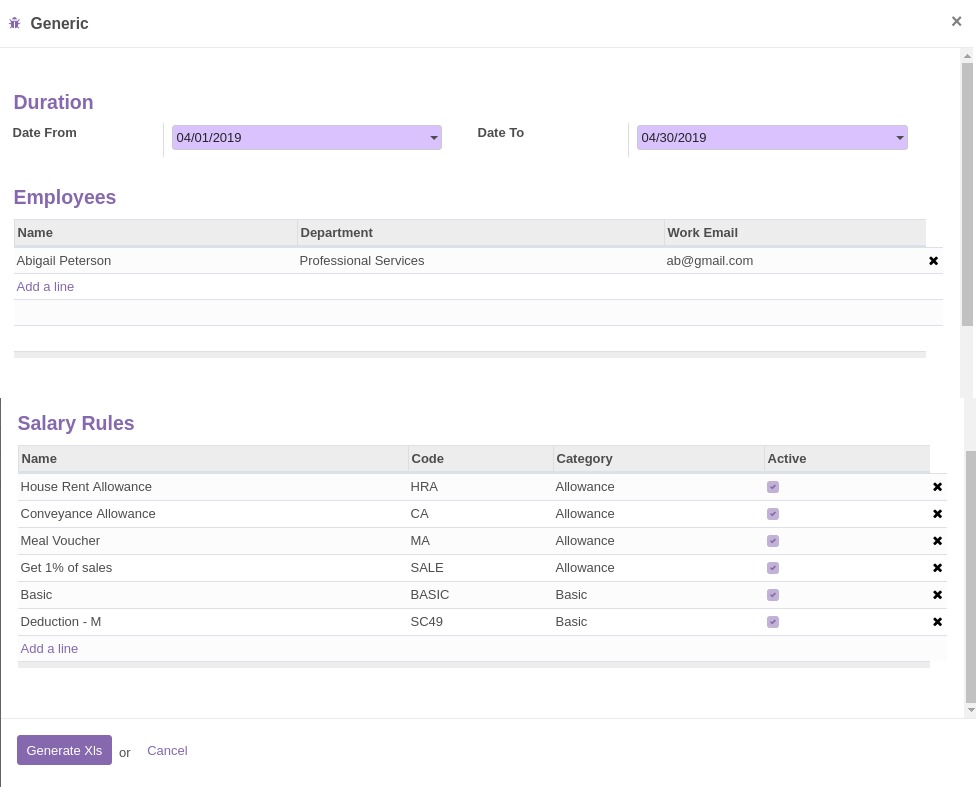 Generic ×
Duration
Date From 04/01/2019 Date To 04/30/2019
Employees
Name Department Work Email
Abigail Peterson Professional Services ab@gmail.com
Add a line
Salary Rules
Name Code Category Active
House Rent Allowance HRA Allowance
Conveyance Allowance CA Allowance
Meal Voucher MA Allowance
Get 1% of sales SALE Allowance
Basic BASIC Basic
Deduction - M SC49 Basic
Add a line
Generate Xls or Cancel